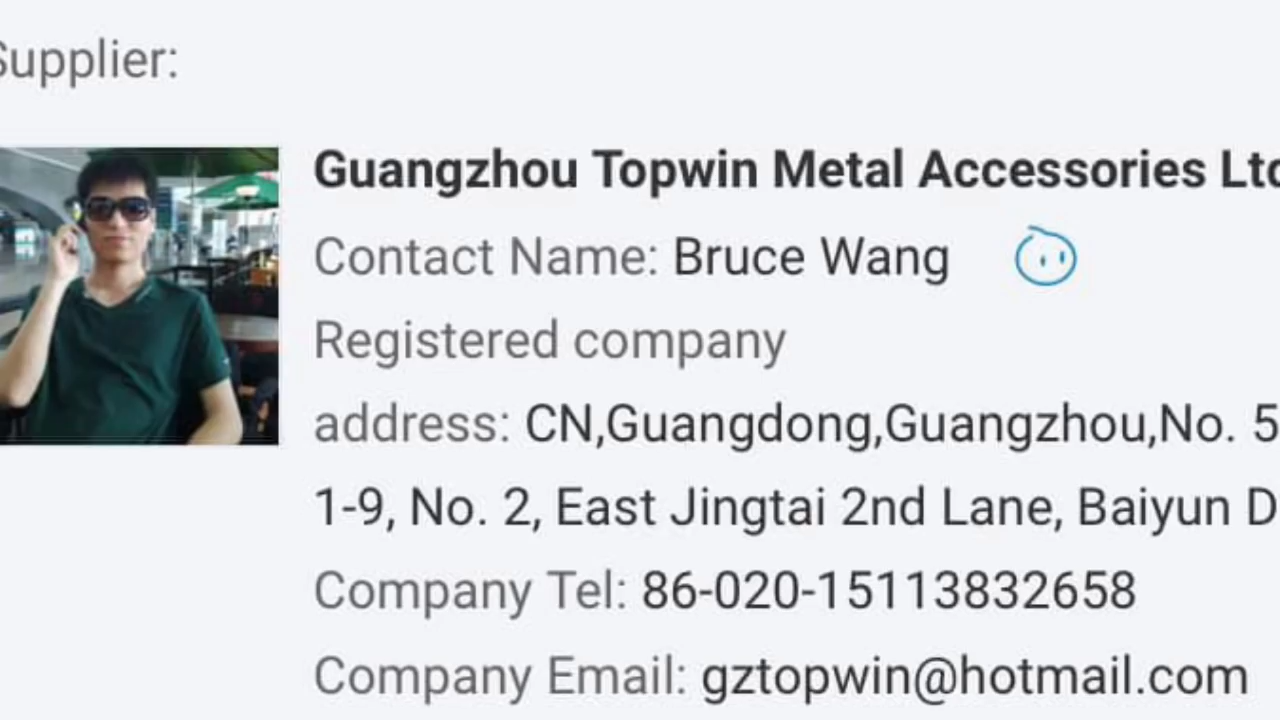 Supplier:
Guangzhou Topwin Metal Accessories Ltd
Contact Name: Bruce Wang
Registered company
address: CN,Guangdong,Guangzhou,No. 5
1-9, No. 2, East Jingtai 2nd Lane, Baiyun D
Company Tel: 86-020-15113832658
Company Email: gztopwin@hotmail.com